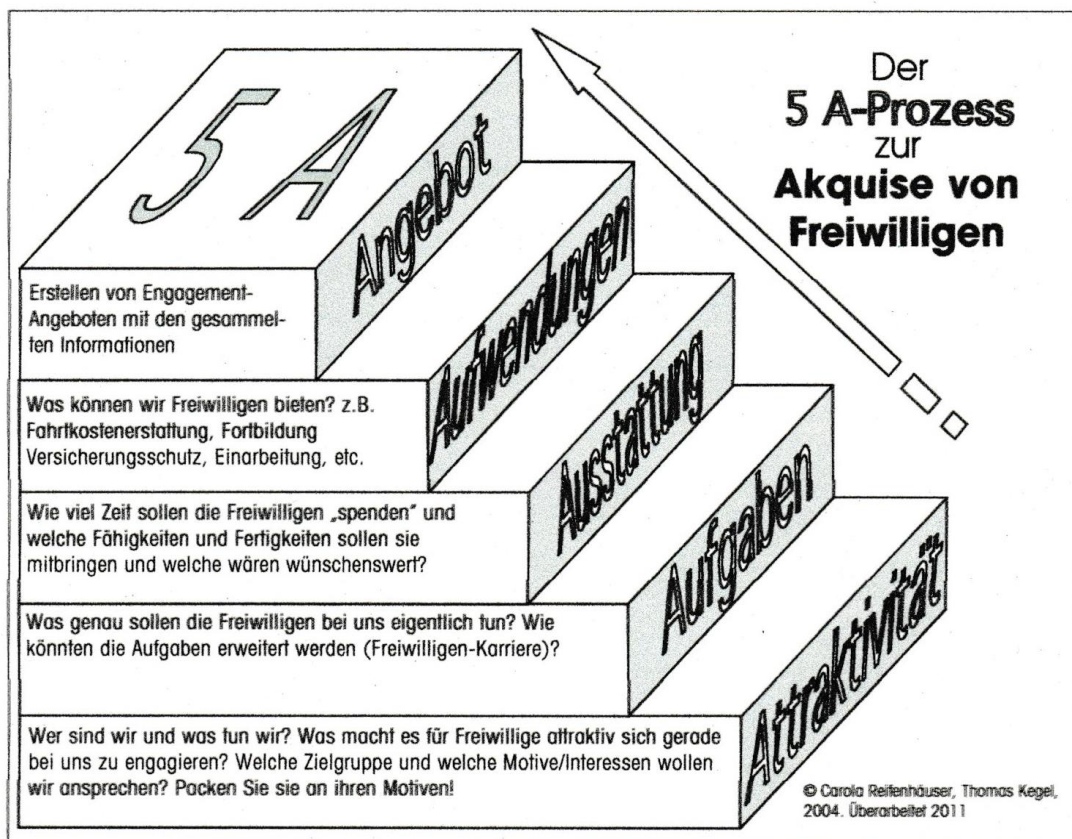 Der
5 A-Prozess
zur
Akquise von
Freiwilligen
5 A
Angebot
Erstellen von Engagement-
Angeboten mit den gesammel-
ten Informationen
Aufwendungen
Was können wir Freiwilligen bieten? z.B.
Fahrtkostenerstattung, Fortbildung
Versicherungsschutz, Einarbeitung, etc.
Ausstattung
Wie viel Zeit sollen die Freiwilligen „spenden" und
welche Fähigkeiten und Fertigkeiten sollen sie
mitbringen und welche wären wünschenswert?
Aufgaben
Was genau sollen die Freiwilligen bei uns eigentlich tun? Wie
könnten die Aufgaben erweitert werden (Freiwilligen-Karriere)?
Attraktivität
Wer sind wir und was tun wir? Was macht es für Freiwillige attraktiv sich gerade
bei uns zu engagieren? Welche Zielgruppe und welche Motive/Interessen wollen
wir ansprechen? Packen Sie sie an ihren Motiven!
© Carola Reifenhäuser, Thomas Kegel,
2004. Überarbeitet 2011